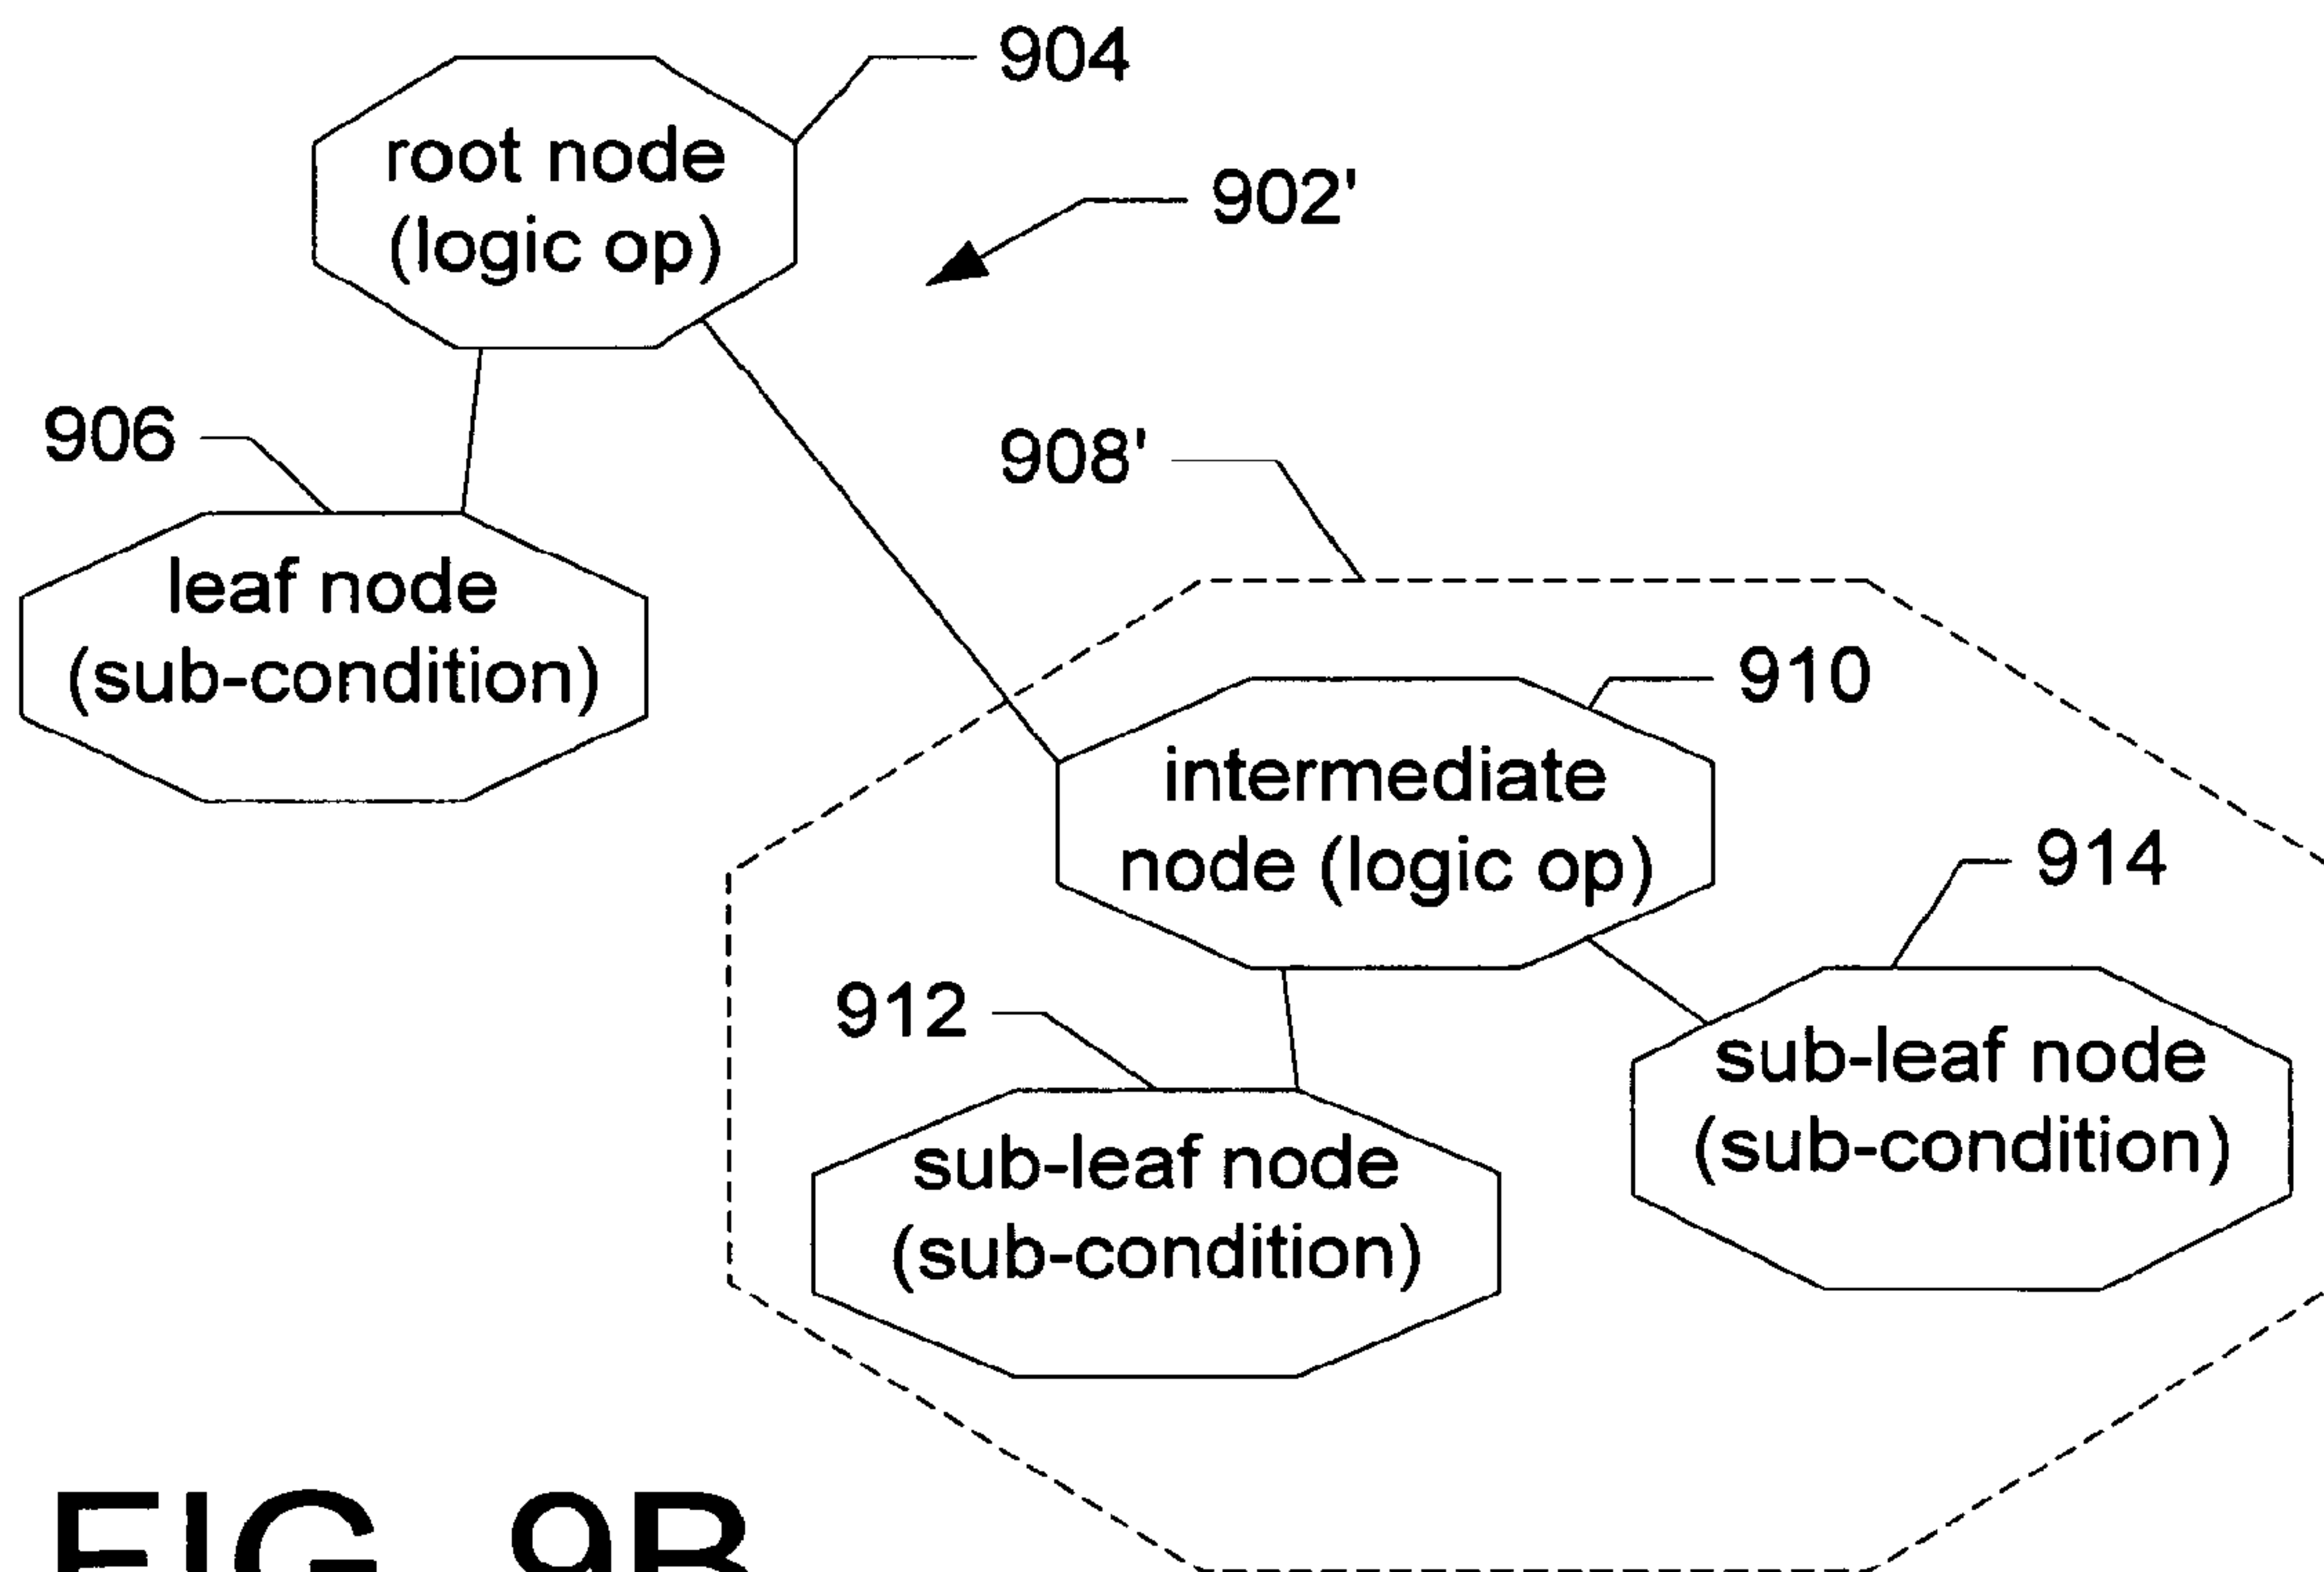 904
root node
(logic op)
902'
906
908'
leaf node
(sub-condition)
910
intermediate
node (logic op)
914
912
sub-leaf node
(sub-condition)
sub-leaf node
(sub-condition)
FIG. 9B